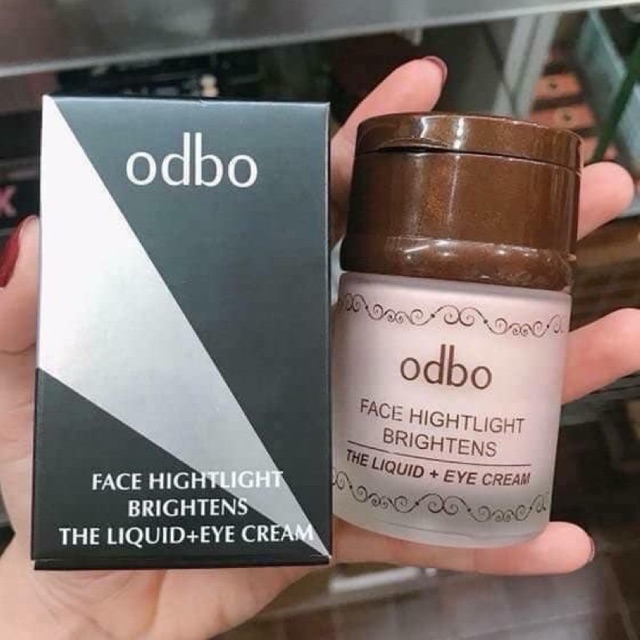 odbo
FACE HIGHTLIGHT
BRIGHTENS
THE LIQUID+EYE CREAM
odbo
FACE HIGHTLIGHT
BRIGHTENS
THE LIQUID + EYE CREAM